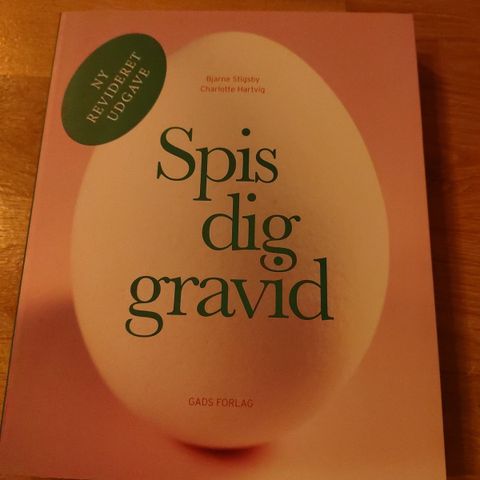 NY
REVIDERET
UDGAVE
Bjarne Stigsby
Charlotte Hartvig
Spis
dig
gravid
GADS FORLAG